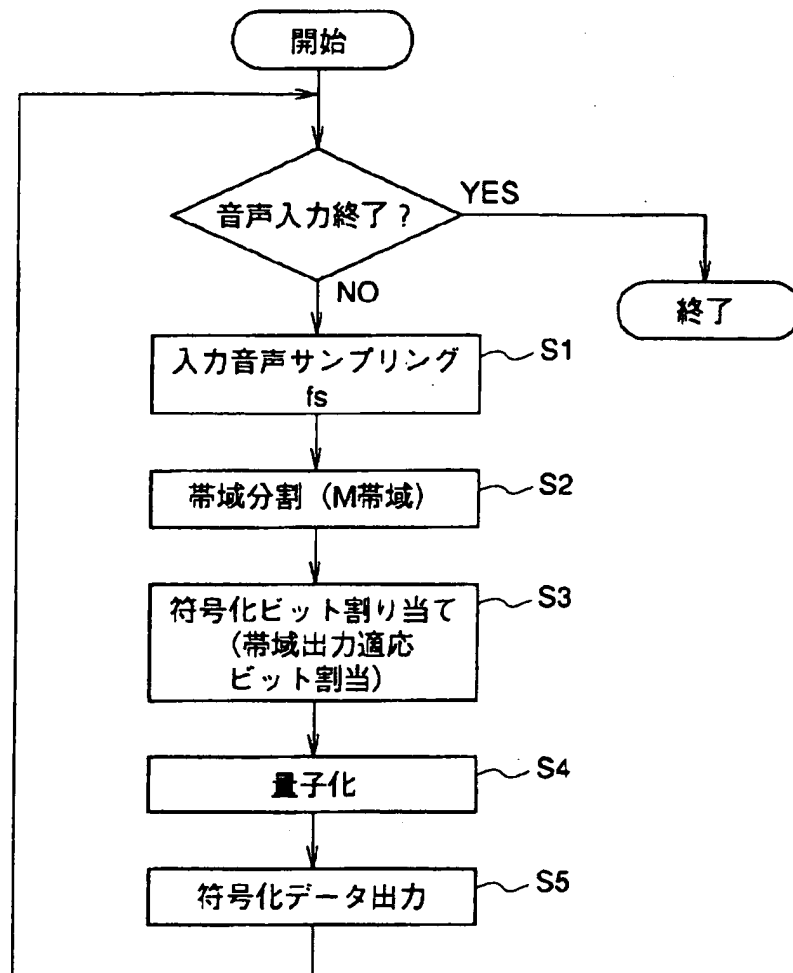 開始
音声入力終了？
YES
NO
終了
入力音声サンプリング
fs
S1
帯域分割（M帯域）
S2
符号化ビット割り当て
（帯域出力適応
ビット割当）
S3
量子化
S4
符号化データ出力
S5